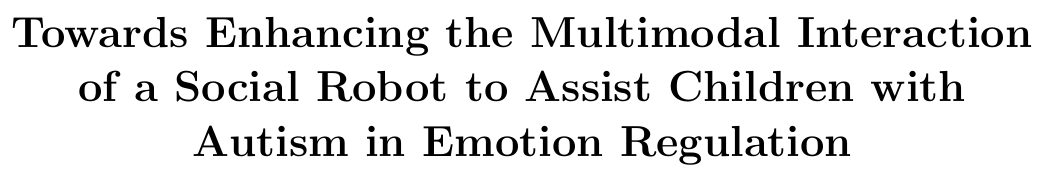 Towards Enhancing the Multimodal Interaction
of a Social Robot to Assist Children with
Autism in Emotion Regulation